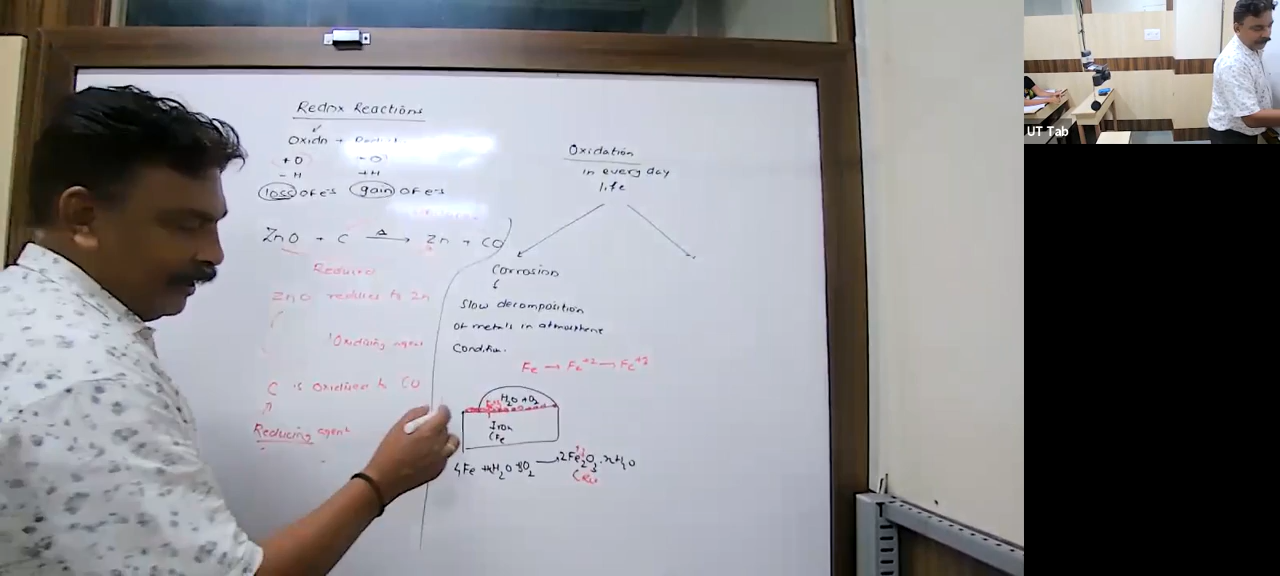 Redox Reactions
Oxidn +
+ O - O
- H + H
loss of e's gain of e's
ZnO + C Δ→ Zn + CO
Reduced
ZnO reduces to Zn
Oxidising agent
C is oxidised to CO
Reducing agent
Oxidation
in every day
life
Corrosion
Slow decomposition
of metals in atmosphere
Condition.
Fe → Fe+2 → Fe+3
H2O + O2
Iron
(Fe
4Fe + xH2O + 3O2 → 2Fe2O3.xH2O
UT Tab